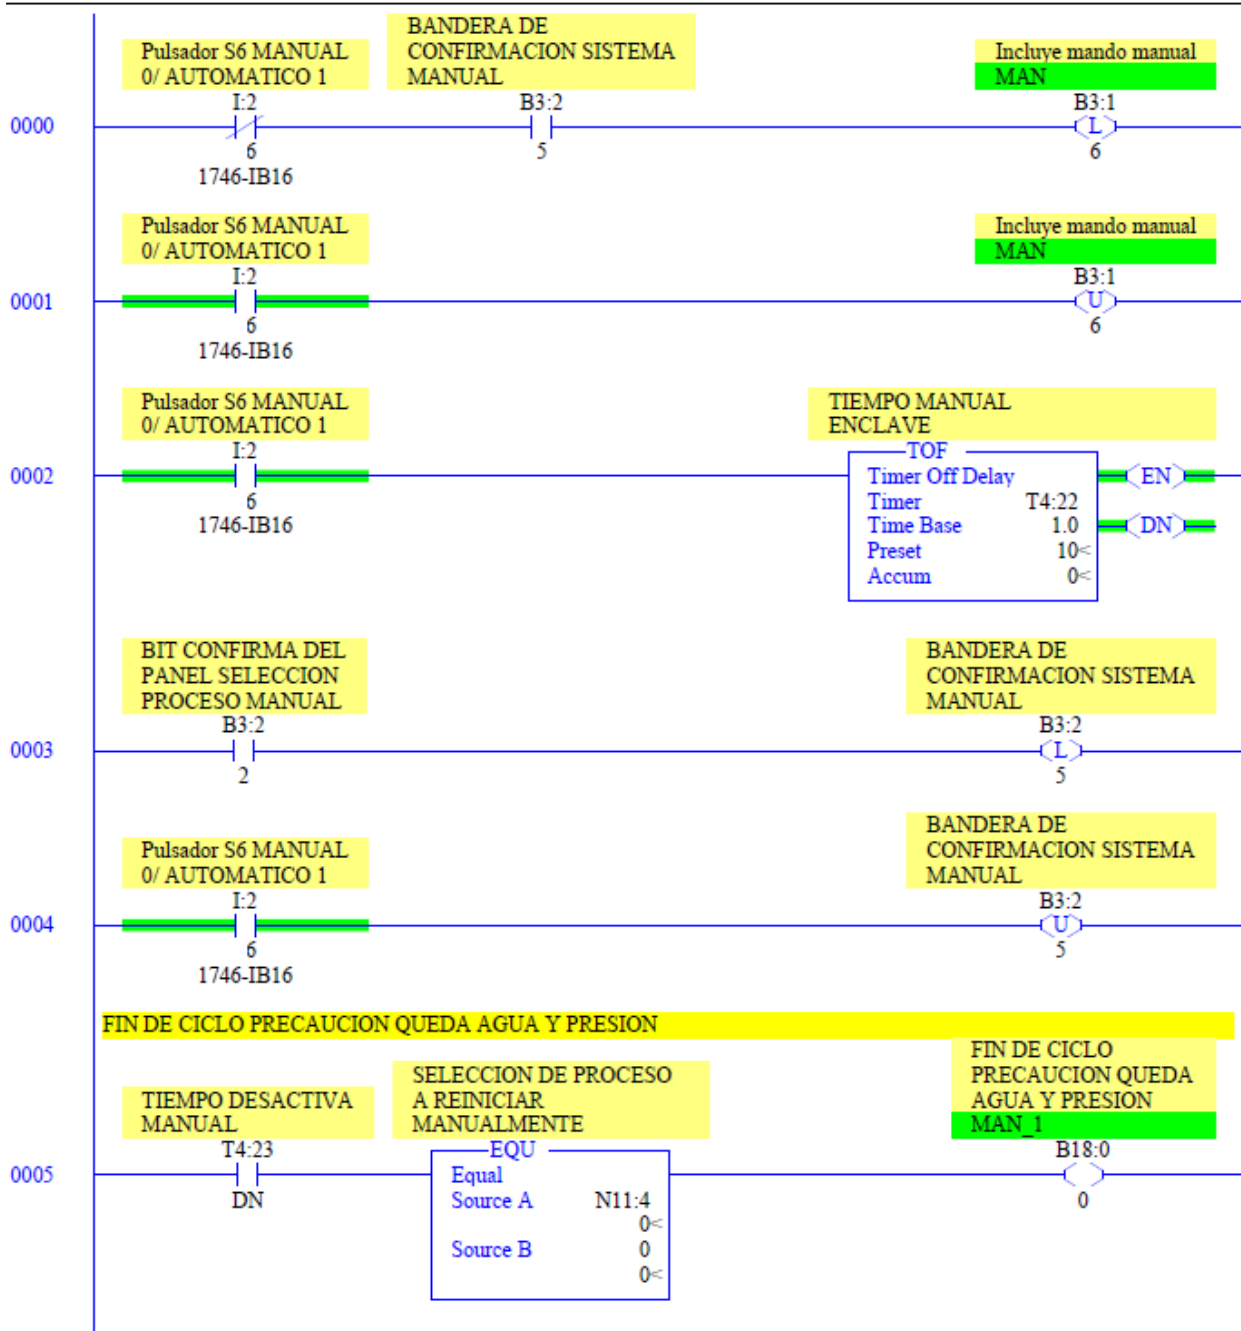 BANDERA DE
Pulsador S6 MANUAL CONFIRMACION SISTEMA Incluye mando manual
0/ AUTOMATICO 1 MANUAL MAN
I:2 B3:2 B3:1
0000 L
6 5 6
1746-IB16
Pulsador S6 MANUAL Incluye mando manual
0/ AUTOMATICO 1 MAN
I:2 B3:1
0001 U
6 6
1746-IB16
Pulsador S6 MANUAL TIEMPO MANUAL
0/ AUTOMATICO 1 ENCLAVE
I:2 TOF
0002 Timer Off Delay EN
6 Timer T4:22
1746-IB16 Time Base 1.0 DN
Preset 10<
Accum 0<
BIT CONFIRMA DEL BANDERA DE
PANEL SELECCION CONFIRMACION SISTEMA
PROCESO MANUAL MANUAL
B3:2 B3:2
0003 L
2 5
BANDERA DE
Pulsador S6 MANUAL CONFIRMACION SISTEMA
0/ AUTOMATICO 1 MANUAL
I:2 B3:2
0004 U
6 5
1746-IB16
FIN DE CICLO PRECAUCION QUEDA AGUA Y PRESION
FIN DE CICLO
SELECCION DE PROCESO PRECAUCION QUEDA
TIEMPO DESACTIVA A REINICIAR AGUA Y PRESION
MANUAL MANUALMENTE MAN_1
T4:23 EQU B18:0
0005 Equal
DN Source A N11:4 0
0<
Source B 0
0<